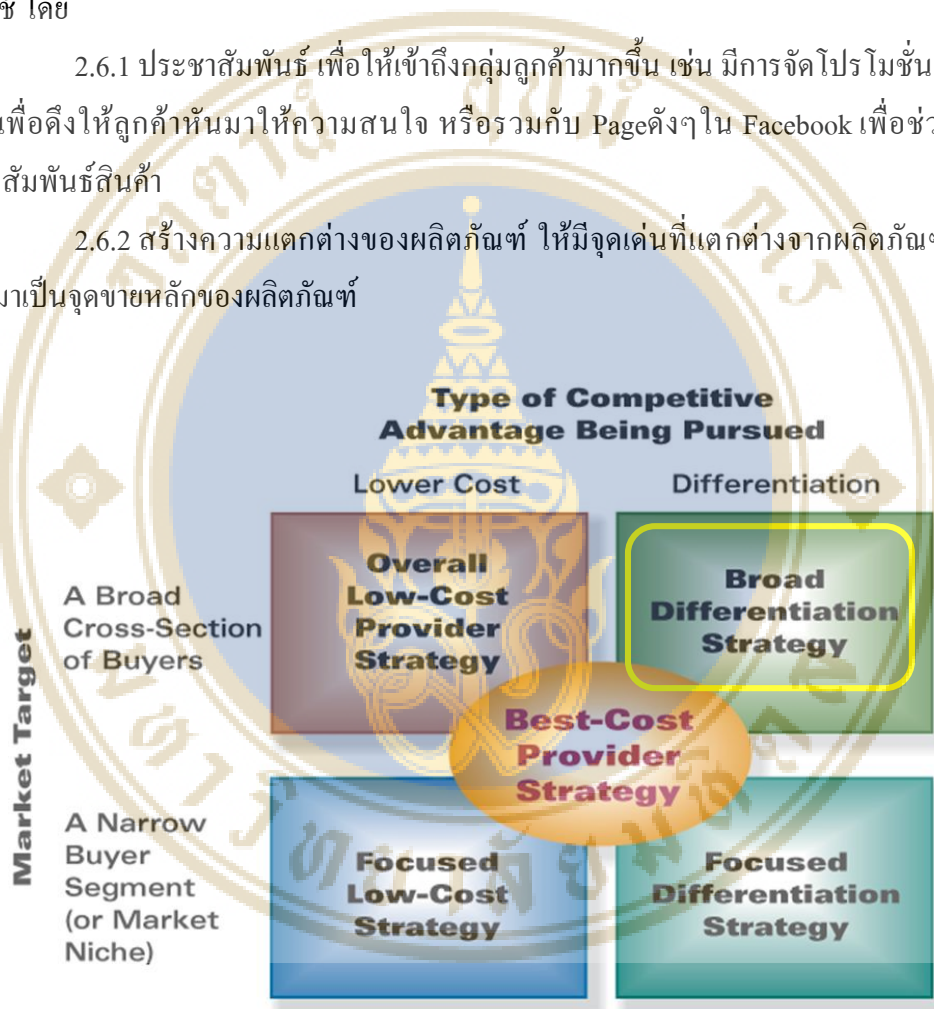 โดย
2.6.1 ประชาสัมพันธ์ เพื่อให้เข้าถึงกลุ่มลูกค้ามากขึ้น เช่น มีการจัดโปรโมชั่น
เพื่อดึงให้ลูกค้าหันมาให้ความสนใจ หรือรวมกับ Pageดังๆใน Facebook เพื่อช่ว
สัมพันธ์สินค้า
2.6.2 สร้างความแตกต่างของผลิตภัณฑ์ ให้มีจุดเด่นที่แตกต่างจากผลิตภัณฑ์
มาเป็นจุดขายหลักของผลิตภัณฑ์
Type of Competitive
Advantage Being Pursued
Lower Cost
Differentiation
Market Target
A Broad
Cross-Section
of Buyers
Overall
Low-Cost
Provider
Strategy
Broad
Differentiation
Strategy
Best-Cost
Provider
Strategy
A Narrow
Buyer
Segment
(or Market
Niche)
Focused
Low-Cost
Strategy
Focused
Differentiation
Strategy